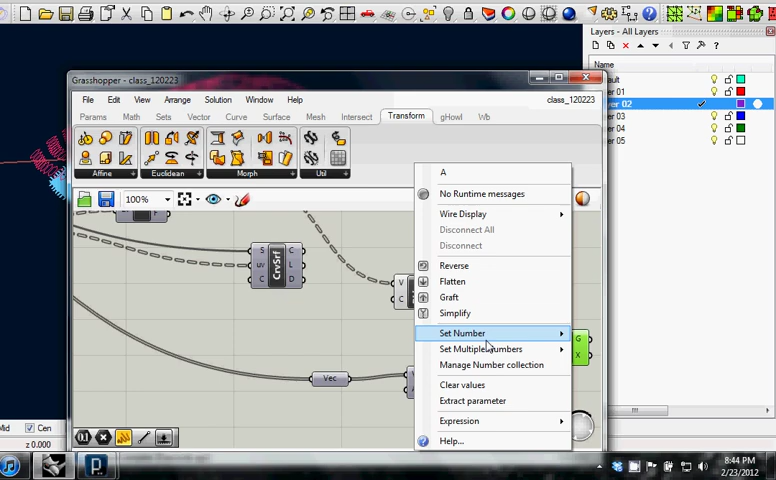 Layers - All Layers
Name
ault
er 01
er 02
er 03
er 04
er 05
Grasshopper - class_120223
File
Edit
View
Arrange
Solution
Window
Help
class_120223
Params
Math
Sets
Vector
Curve
Surface
Mesh
Intersect
Transform
gHowl
Wb
Affine
Euclidean
Morph
Util
100%
A
No Runtime messages
Wire Display
Disconnect All
Disconnect
Reverse
Flatten
Graft
Simplify
Set Number
Set Multiple Numbers
Manage Number collection
Clear values
Extract parameter
Expression
Help...
F
S
uv
C
CrvSrf
C
L
D
V
C
G
X
Vec
Mid
Cen
z 0.000
8:44 PM
2/23/2012